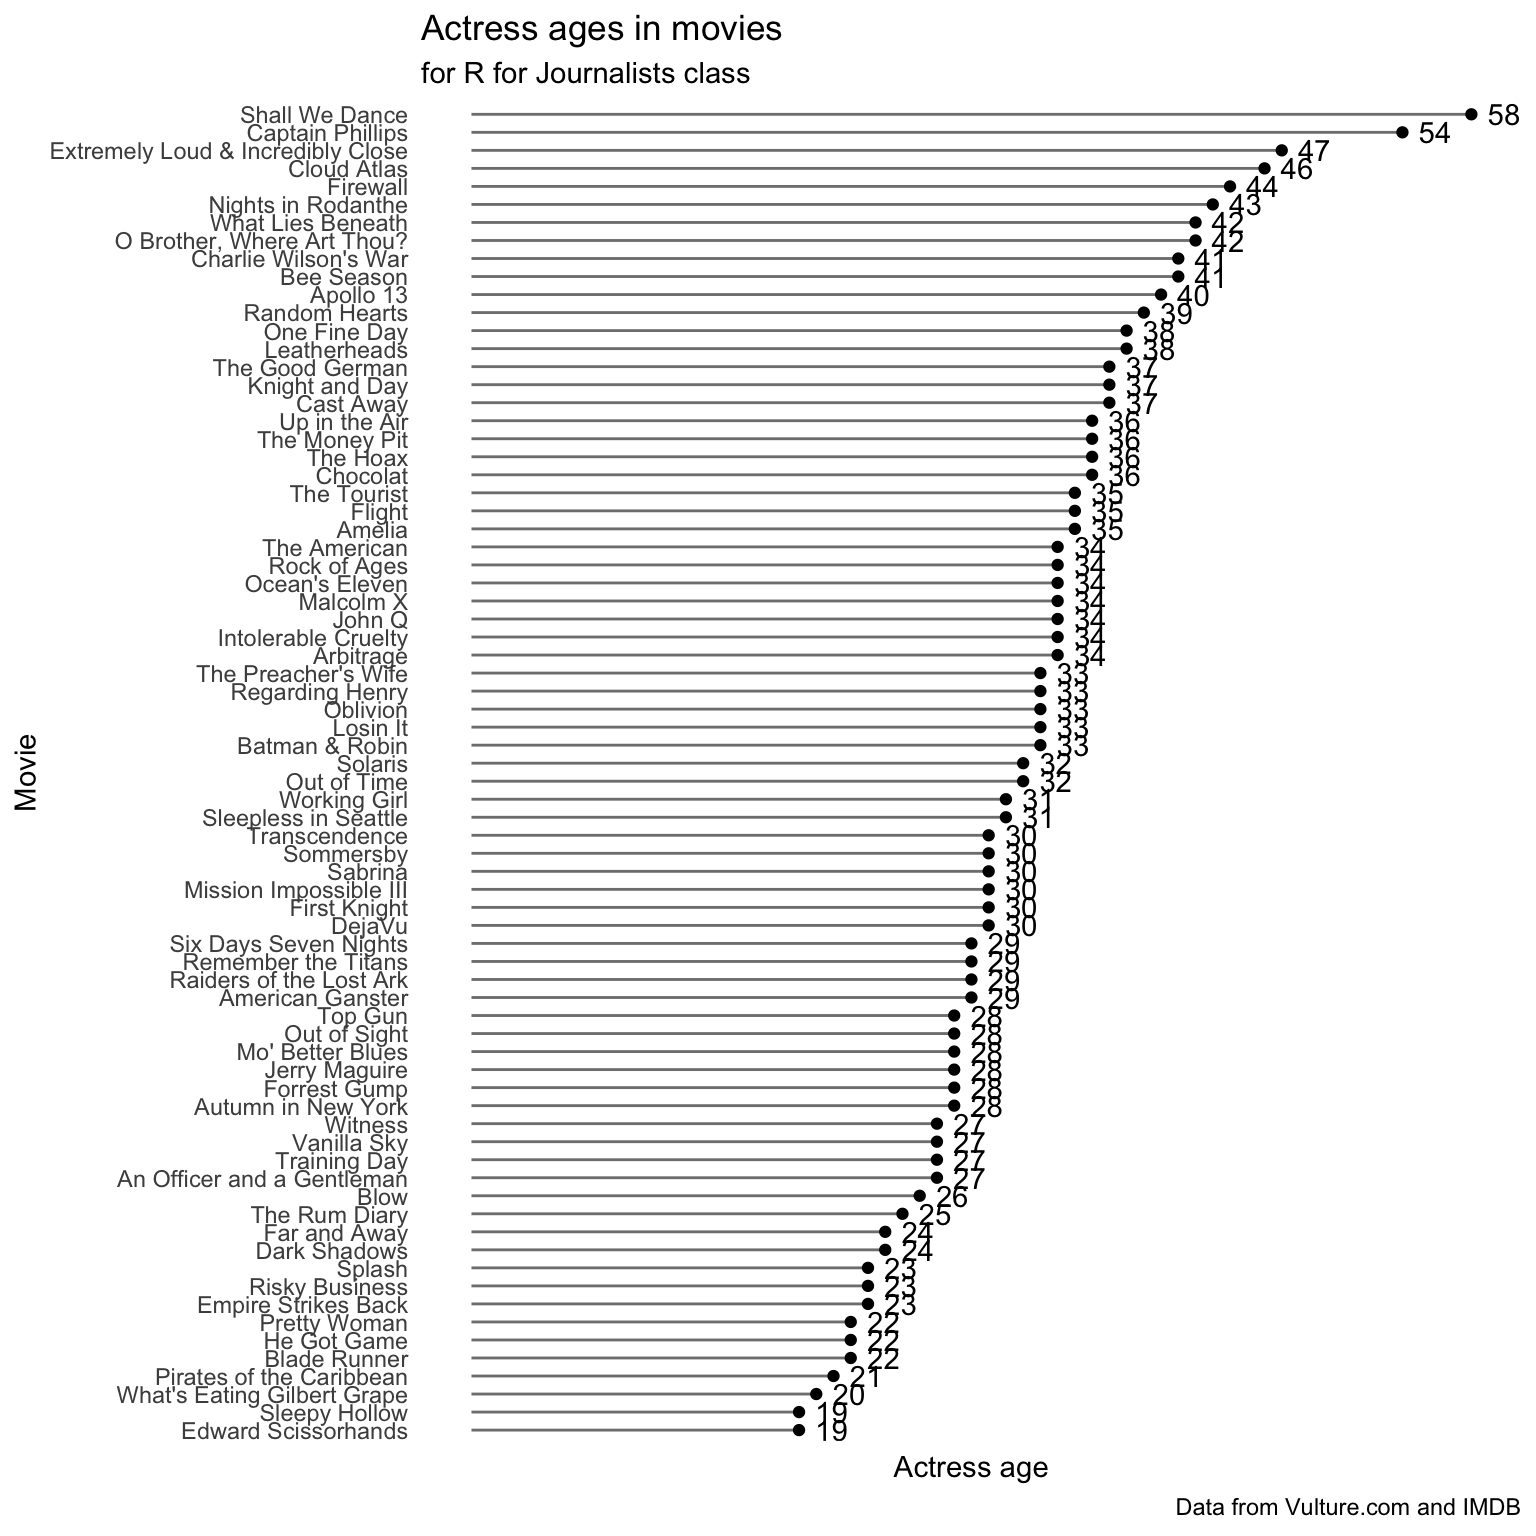 Actress ages in movies
for R for Journalists class
Shall We Dance 58
Captain Phillips 54
Extremely Loud & Incredibly Close 47
Cloud Atlas 46
Firewall 44
Nights in Rodanthe 43
What Lies Beneath 42
O Brother, Where Art Thou? 42
Charlie Wilson's War 41
Bee Season 41
Apollo 13 40
Random Hearts 39
One Fine Day 38
Leatherheads 38
The Good German 37
Knight and Day 37
Cast Away 37
Up in the Air 36
The Money Pit 36
The Hoax 36
Chocolat 36
The Tourist 35
Flight 35
Amelia 35
The American 34
Rock of Ages 34
Ocean's Eleven 34
Malcolm X 34
John Q 34
Intolerable Cruelty 34
Arbitrage 34
The Preacher's Wife 33
Regarding Henry 33
Oblivion 33
Losin It 33
Batman & Robin 33
Solaris 32
Out of Time 32
Working Girl 31
Sleepless in Seattle 31
Transcendence 30
Sommersby 30
Sabrina 30
Mission Impossible III 30
First Knight 30
DejaVu 30
Six Days Seven Nights 29
Remember the Titans 29
Raiders of the Lost Ark 29
American Ganster 29
Top Gun 28
Out of Sight 28
Mo' Better Blues 28
Jerry Maguire 28
Forrest Gump 28
Autumn in New York 28
Witness 27
Vanilla Sky 27
Training Day 27
An Officer and a Gentleman 27
Blow 26
The Rum Diary 25
Far and Away 24
Dark Shadows 24
Splash 23
Risky Business 23
Empire Strikes Back 23
Pretty Woman 22
He Got Game 22
Blade Runner 22
Pirates of the Caribbean 21
What's Eating Gilbert Grape 20
Sleepy Hollow 19
Edward Scissorhands 19
Movie
Actress age
Data from Vulture.com and IMDB